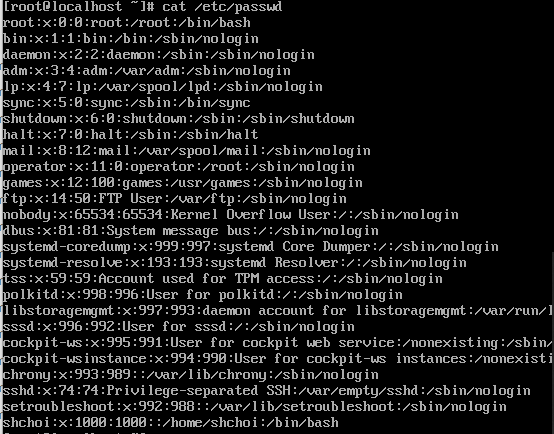 [root@localhost ~]# cat /etc/passwd
root:x:0:0:root:/root:/bin/bash
bin:x:1:1:bin:/bin:/sbin/nologin
daemon:x:2:2:daemon:/sbin:/sbin/nologin
adm:x:3:4:adm:/var/adm:/sbin/nologin
lp:x:4:7:lp:/var/spool/lpd:/sbin/nologin
sync:x:5:0:sync:/sbin:/bin/sync
shutdown:x:6:0:shutdown:/sbin:/sbin/shutdown
halt:x:7:0:halt:/sbin:/sbin/halt
mail:x:8:12:mail:/var/spool/mail:/sbin/nologin
operator:x:11:0:operator:/root:/sbin/nologin
games:x:12:100:games:/usr/games:/sbin/nologin
ftp:x:14:50:FTP User:/var/ftp:/sbin/nologin
nobody:x:65534:65534:Kernel Overflow User:/:/sbin/nologin
dbus:x:81:81:System message bus:/:/sbin/nologin
systemd-coredump:x:999:997:systemd Core Dumper:/:/sbin/nologin
systemd-resolve:x:193:193:systemd Resolver:/:/sbin/nologin
tss:x:59:59:Account used for TPM access:/:/sbin/nologin
polkitd:x:998:996:User for polkitd:/:/sbin/nologin
libstoragemgmt:x:997:993:daemon account for libstoragemgmt:/var/run/l
sssd:x:996:992:User for sssd:/:/sbin/nologin
cockpit-ws:x:995:991:User for cockpit web service:/nonexisting:/sbin/
cockpit-wsinstance:x:994:990:User for cockpit-ws instances:/nonexisti
chrony:x:993:989::/var/lib/chrony:/sbin/nologin
sshd:x:74:74:Privilege-separated SSH:/var/empty/sshd:/sbin/nologin
setroubleshoot:x:992:988::/var/lib/setroubleshoot:/sbin/nologin
shchoi:x:1000:1000::/home/shchoi:/bin/bash